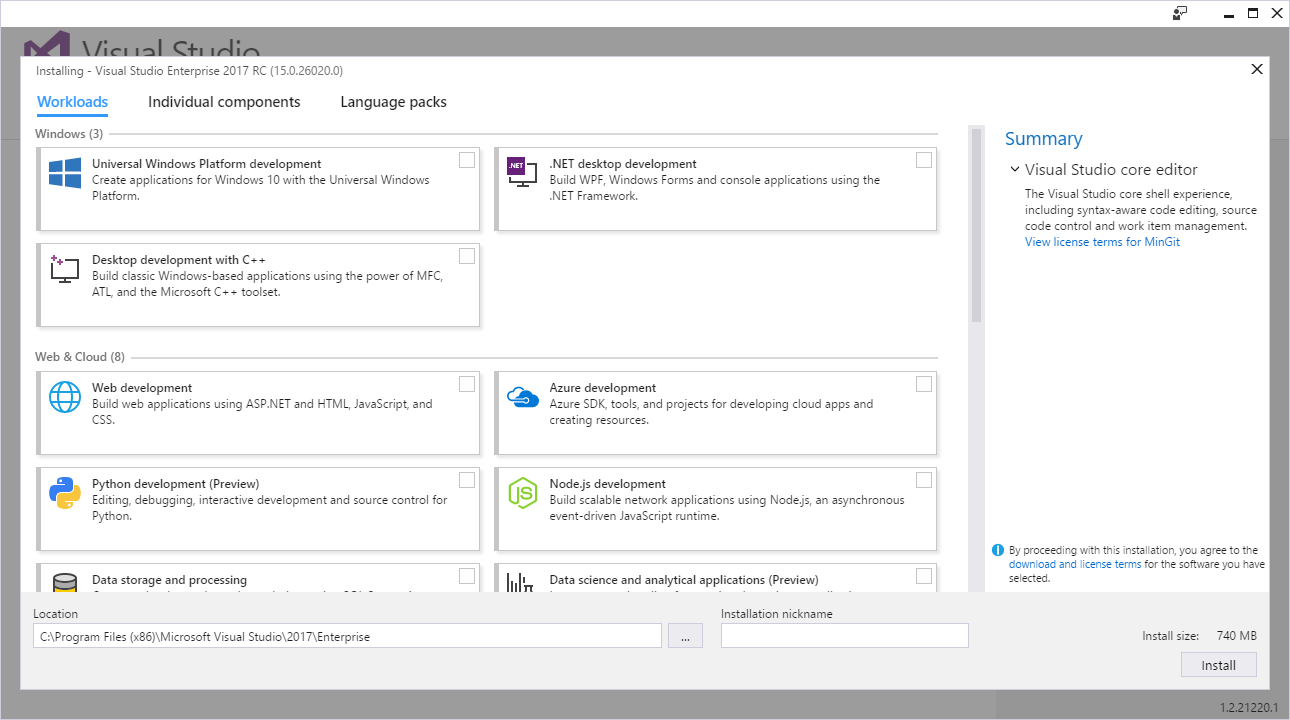 Visual Studio
Installing - Visual Studio Enterprise 2017 RC (15.0.26020.0)
Workloads
Individual components
Language packs
Windows (3)
Universal Windows Platform development
Create applications for Windows 10 with the Universal Windows
Platform.
.NET
.NET desktop development
Build WPF, Windows Forms and console applications using the
.NET Framework.
Desktop development with C++
Build classic Windows-based applications using the power of MFC,
ATL, and the Microsoft C++ toolset.
Web & Cloud (8)
Web development
Build web applications using ASP.NET and HTML, JavaScript, and
CSS.
Azure development
Azure SDK, tools, and projects for developing cloud apps and
creating resources.
Python development (Preview)
Editing, debugging, interactive development and source control for
Python.
JS
Node.js development
Build scalable network applications using Node.js, an asynchronous
event-driven JavaScript runtime.
Data storage and processing
Data science and analytical applications (Preview)
Summary
Visual Studio core editor
The Visual Studio core shell experience,
including syntax-aware code editing, source
code control and work item management.
View license terms for MinGit
By proceeding with this installation, you agree to the
download and license terms for the software you have
selected.
Location
C:\Program Files (x86)\Microsoft Visual Studio\2017\Enterprise
...
Installation nickname
Install size: 740 MB
Install
1.2.21220.1